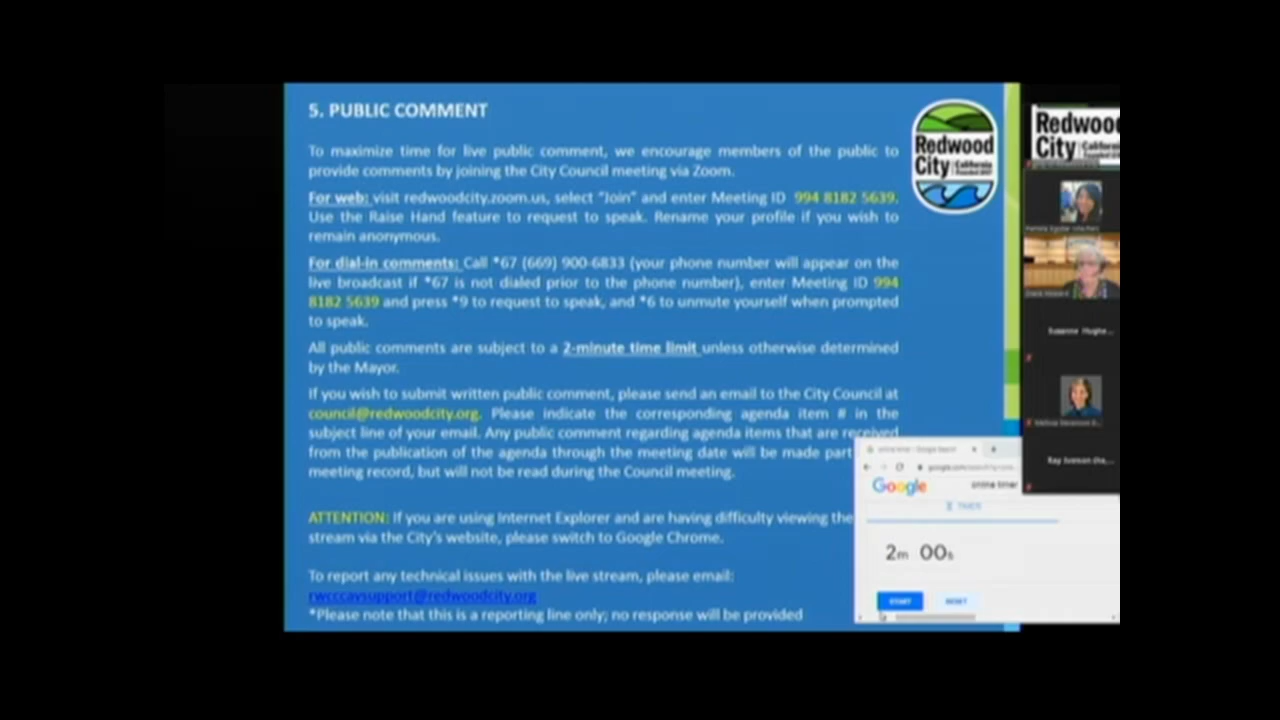 5. PUBLIC COMMENT
To maximize time for live public comment, we encourage members of the public to
provide comments by joining the City Council meeting via Zoom.
For web: visit redwoodcity.zoom.us, select "Join" and enter Meeting ID 994 8182 5639.
Use the Raise Hand feature to request to speak. Rename your profile if you wish to
remain anonymous.
For dial-in comments: Call *67 (669) 900-6833 (your phone number will appear on the
live broadcast if *67 is not dialed prior to the phone number), enter Meeting ID 994
8182 5639 and press *9 to request to speak, and *6 to unmute yourself when prompted
to speak.
All public comments are subject to a 2-minute time limit unless otherwise determined
by the Mayor.
If you wish to submit written public comment, please send an email to the City Council at
council@redwoodcity.org. Please indicate the corresponding agenda item # in the
subject line of your email. Any public comment regarding agenda items that are received
from the publication of the agenda through the meeting date will be made part
meeting record, but will not be read during the Council meeting.
ATTENTION: If you are using Internet Explorer and are having difficulty viewing the
stream via the City's website, please switch to Google Chrome.
To report any technical issues with the live stream, please email:
rwcccavsupport@redwoodcity.org
*Please note that this is a reporting line only; no response will be provided
Redwood
City California
Redwood
City California
Google
online timer
TIMER
2m 00s
START RESET